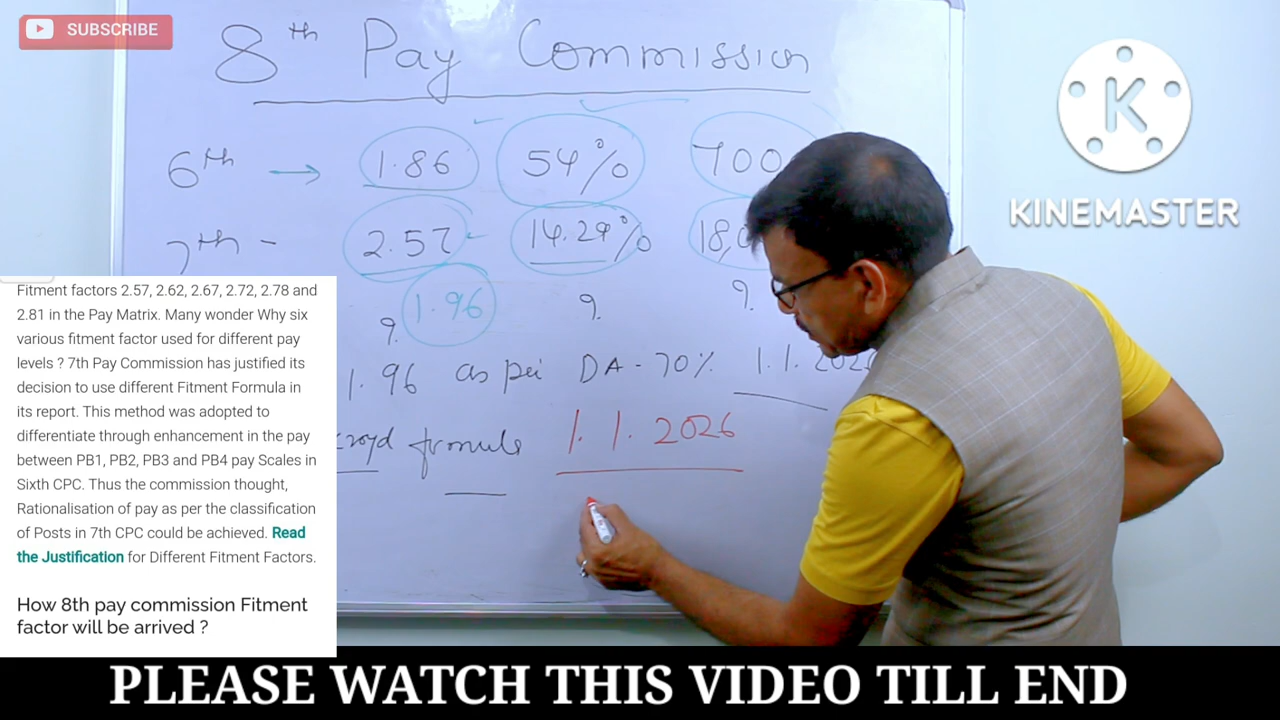 SUBSCRIBE
8th Pay Commission
6th → 1.86 54% 700
7th - 2.57 14.29% 18,0
? 1.96 ? ?
1.96 as per DA - 70% 1.1.202
croyd formula 1.1.2026
KINEMASTER
Fitment factors 2.57, 2.62, 2.67, 2.72, 2.78 and
2.81 in the Pay Matrix. Many wonder Why six
various fitment factor used for different pay
levels ? 7th Pay Commission has justified its
decision to use different Fitment Formula in
its report. This method was adopted to
differentiate through enhancement in the pay
between PB1, PB2, PB3 and PB4 pay Scales in
Sixth CPC. Thus the commission thought,
Rationalisation of pay as per the classification
of Posts in 7th CPC could be achieved. Read
the Justification for Different Fitment Factors.
How 8th pay commission Fitment
factor will be arrived ?
PLEASE WATCH THIS VIDEO TILL END